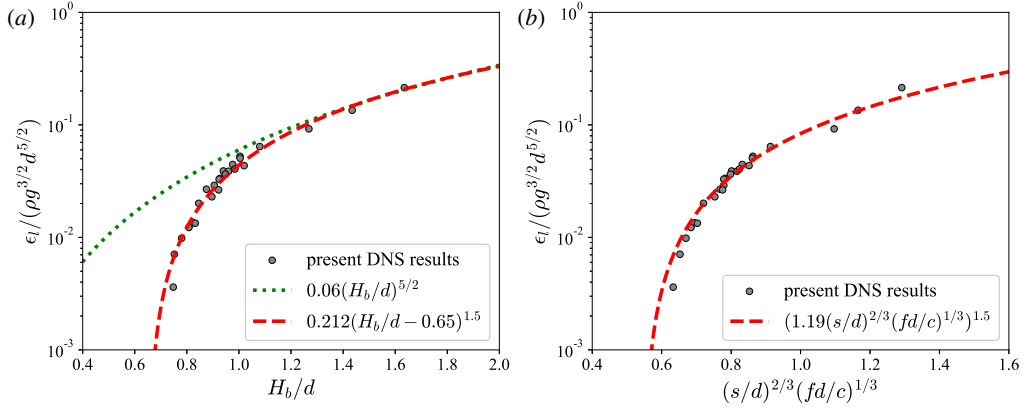 (a)
10^0
10^{-1}
10^{-2}
10^{-3}
ϵ_l/(ρg^{3/2}d^{5/2})
present DNS results
0.06(H_b/d)^{5/2}
0.212(H_b/d − 0.65)^{1.5}
0.4 0.6 0.8 1.0 1.2 1.4 1.6 1.8 2.0
H_b/d
(b)
10^0
10^{-1}
10^{-2}
10^{-3}
ϵ_l/(ρg^{3/2}d^{5/2})
present DNS results
(1.19(s/d)^{2/3}(fd/c)^{1/3})^{1.5}
0.4 0.6 0.8 1.0 1.2 1.4 1.6
(s/d)^{2/3}(fd/c)^{1/3}